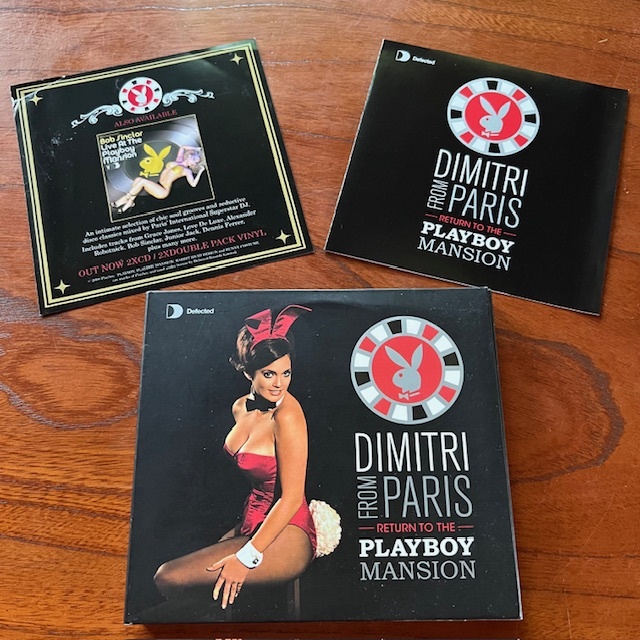 ALSO AVAILABLE
Bob Sinclar
Live At The
Playboy
Mansion
An intimate selection of chic soul grooves and seductive
disco classics mixed by Paris' International Superstar DJ.
Includes tracks from Grace Jones, Love De Luxe, Alexander
Robotnick, Bob Sinclar, Junior Jack, Dennis Ferrer,
plus many more.
OUT NOW 2XCD / 2XDOUBLE PACK VINYL
Defected
DIMITRI
FROM PARIS
RETURN TO THE
PLAYBOY
MANSION
Defected
DIMITRI
FROM PARIS
RETURN TO THE
PLAYBOY
MANSION